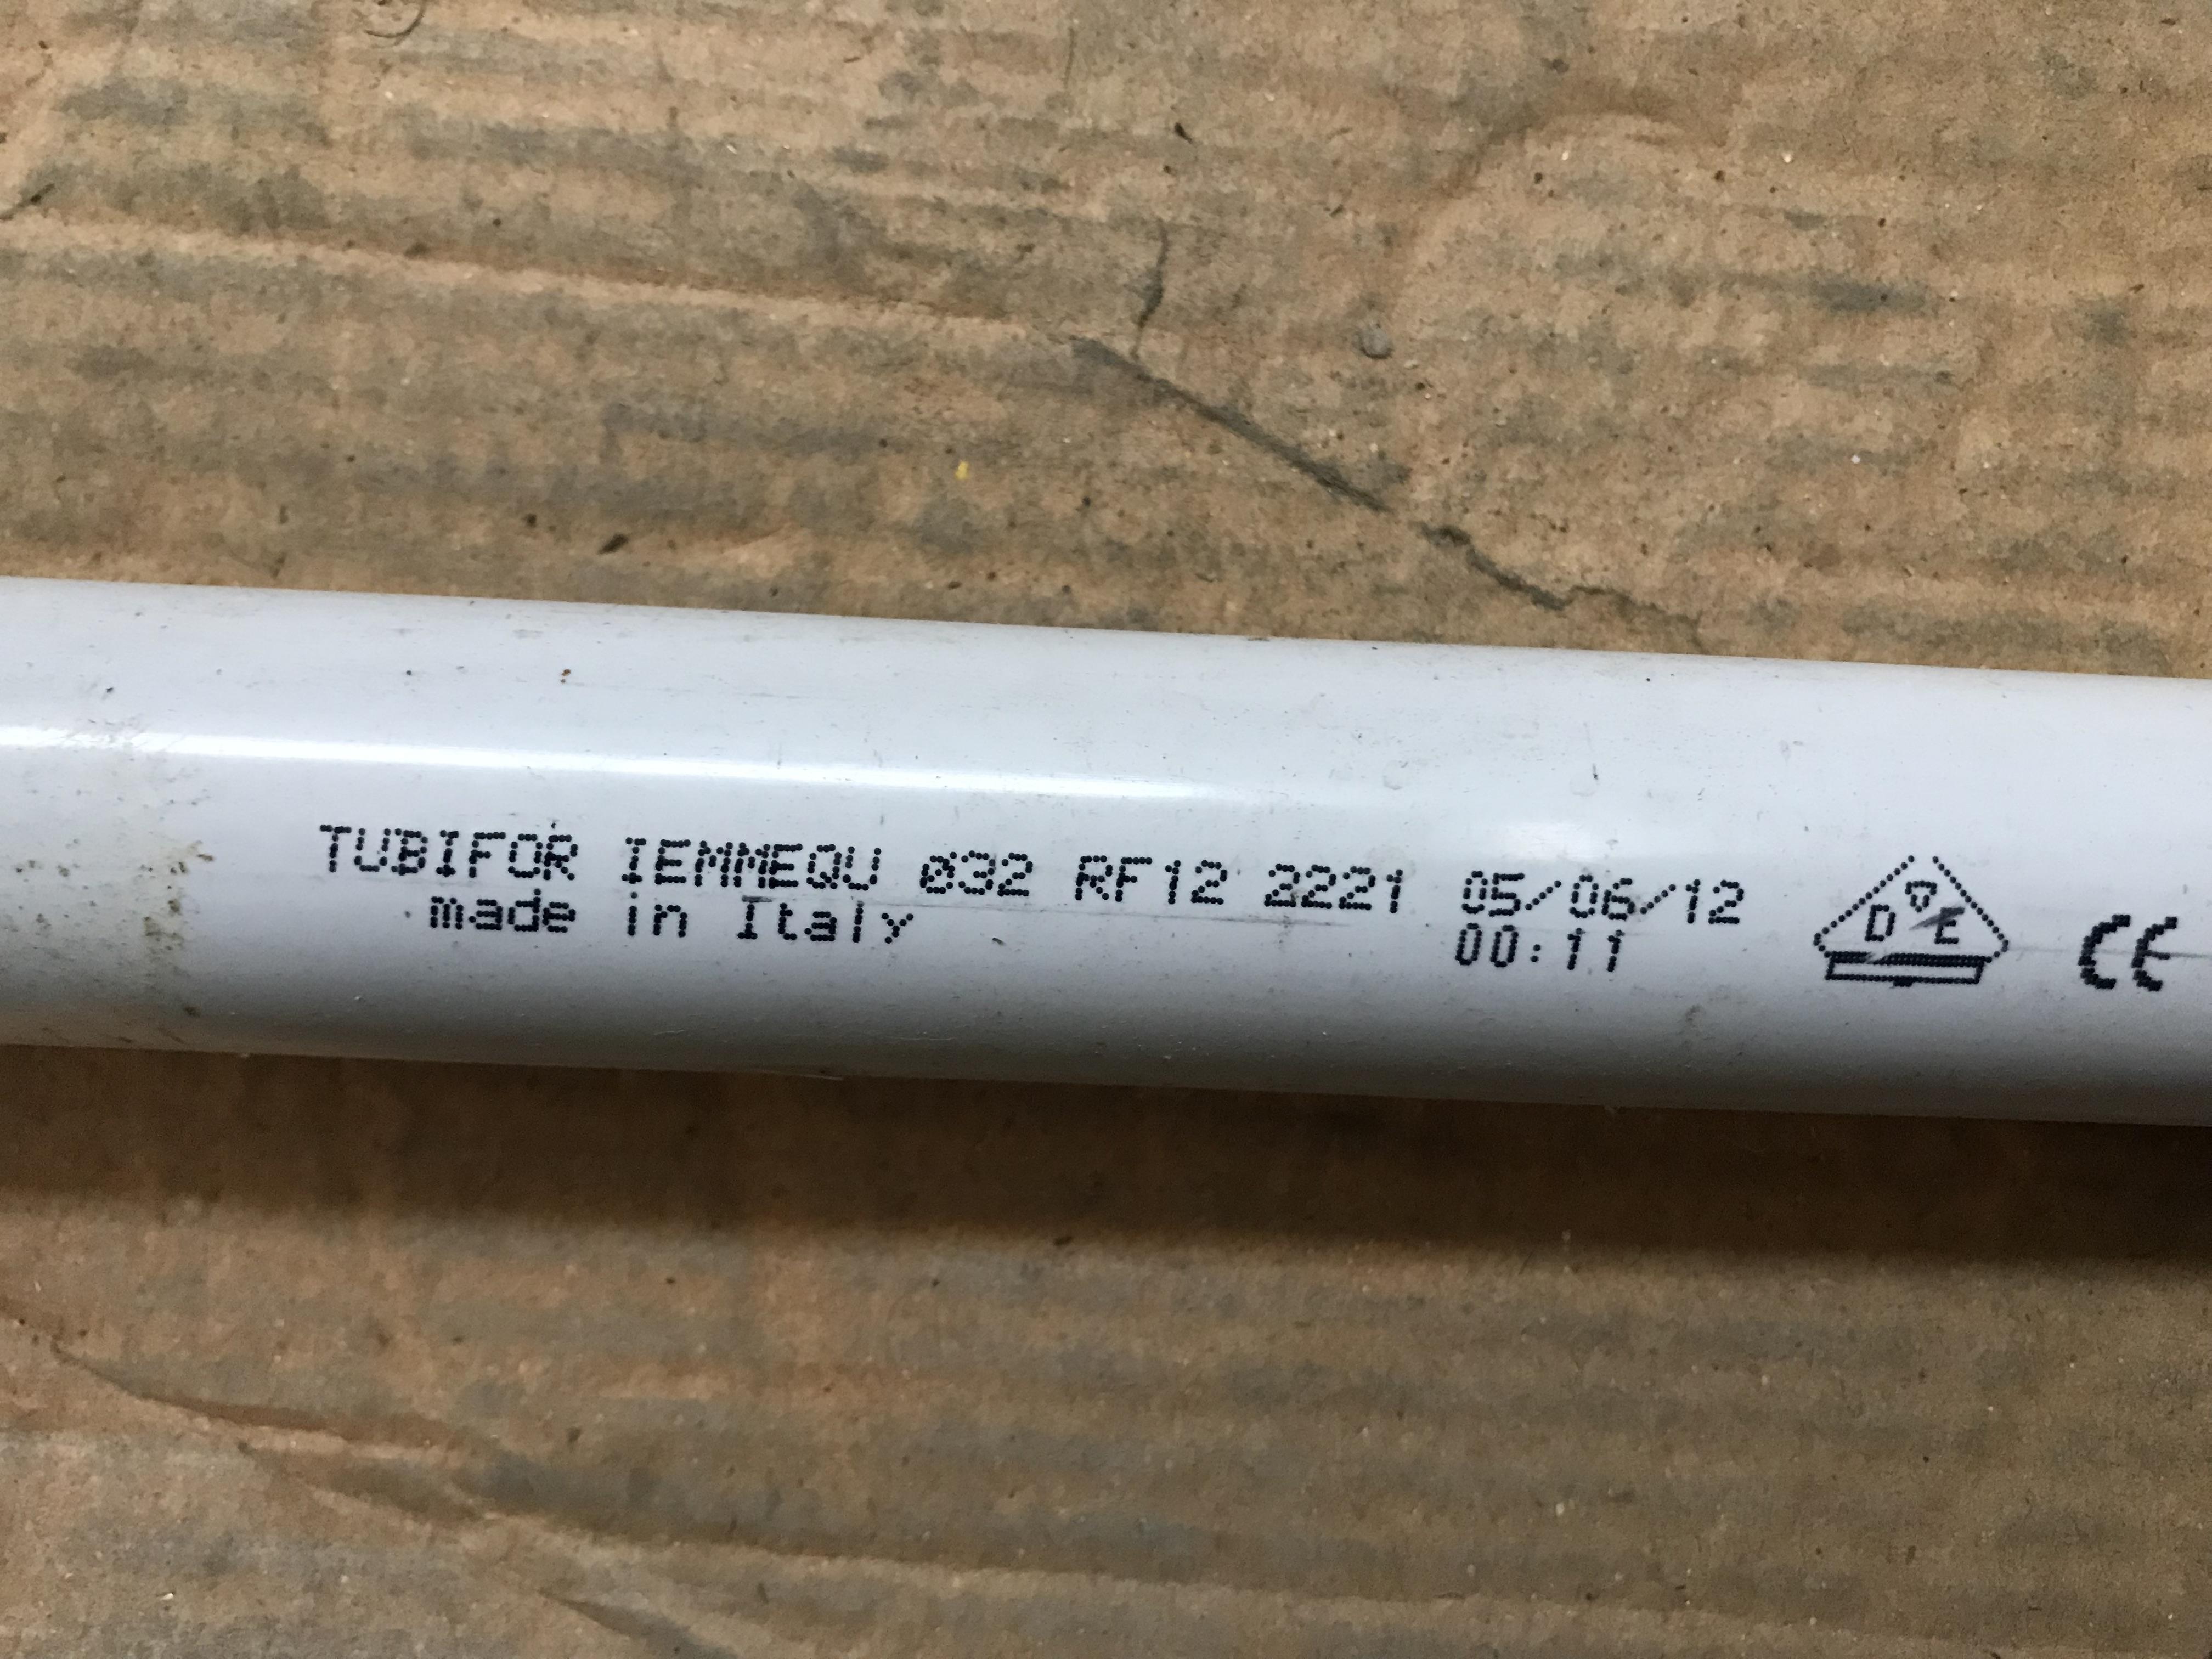 TUBIFOR IEMMEQU Ø32 RF12 2221 05/06/12
made in Italy 00:11
D V E
CE